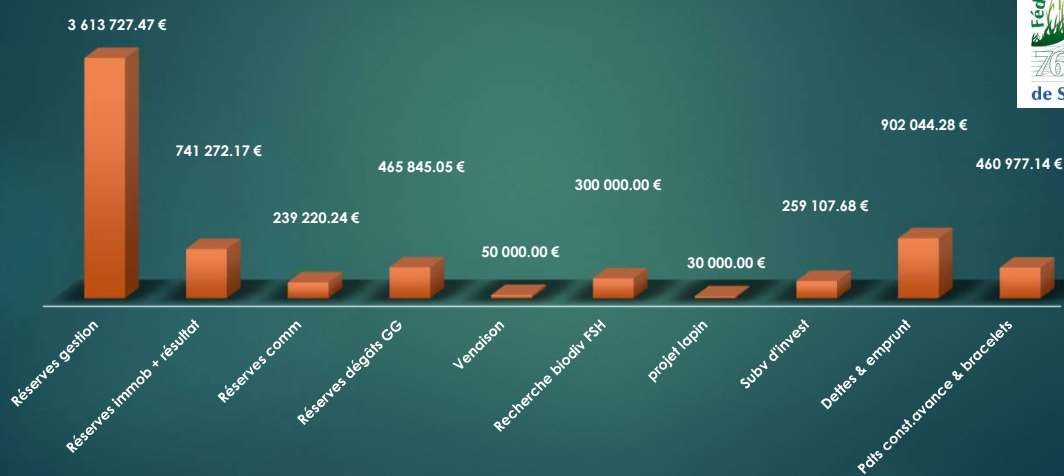 Féd
76
de S
3 613 727.47 €
741 272.17 €
239 220.24 €
465 845.05 €
50 000.00 €
300 000.00 €
30 000.00 €
259 107.68 €
902 044.28 €
460 977.14 €
Réserves gestion
Réserves immob + résultat
Réserves comm
Réserves dégâts GG
Venaison
Recherche biodiv FSH
projet lapin
Subv d'invest
Dettes & emprunt
Pdts const.avance & bracelets